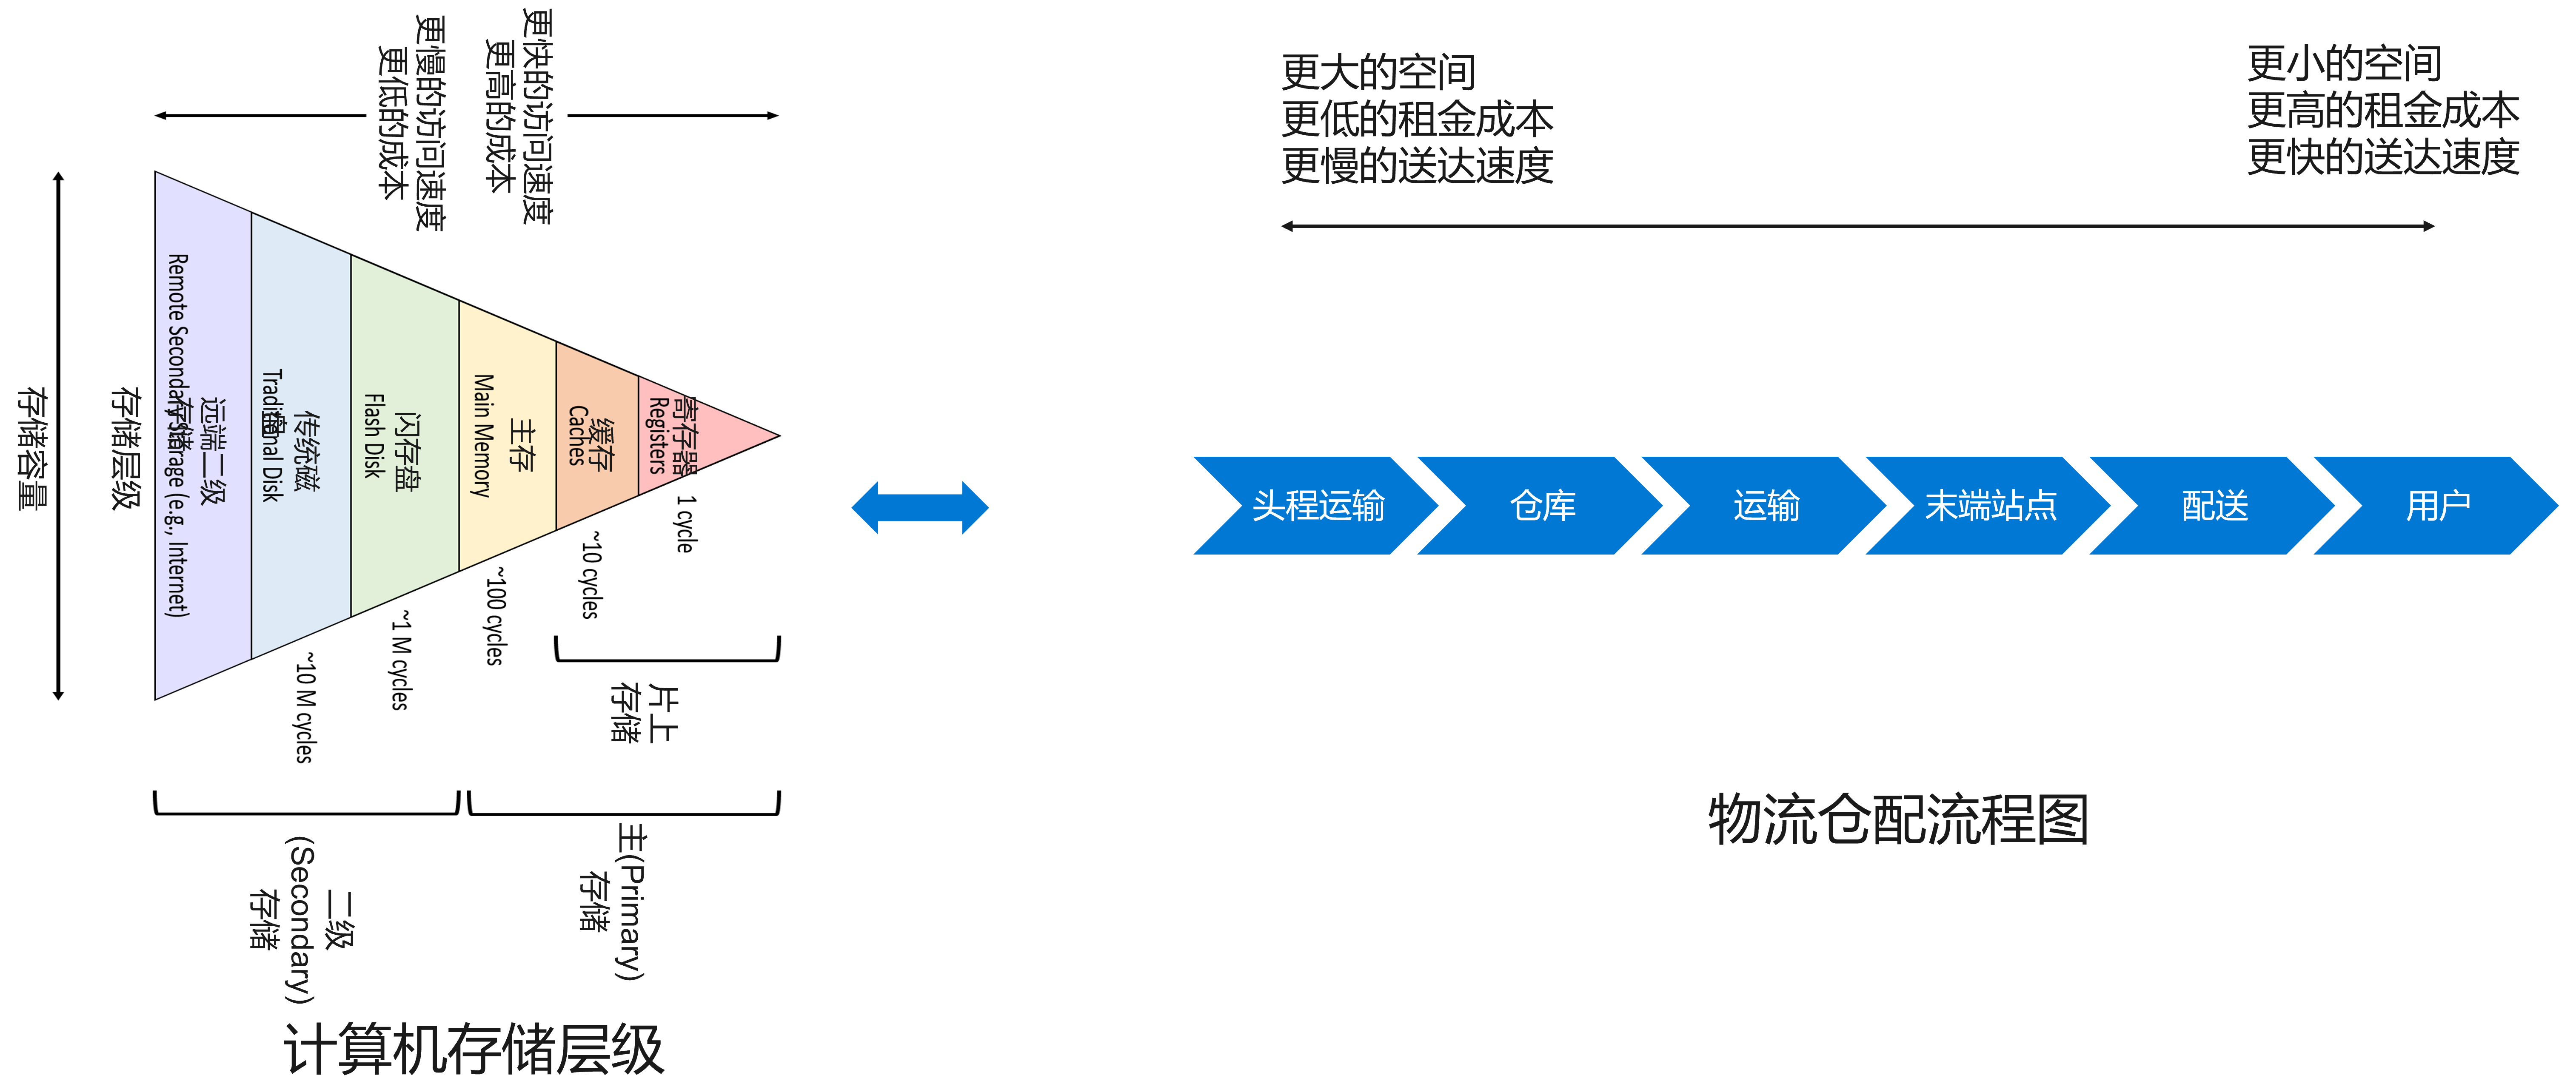 更快的访问速度
更高的成本
更慢的访问速度
更低的成本
存储容量
存储层级
寄存器
Registers
1 cycle
缓存
Caches
~10 cycles
主存
Main Memory
~100 cycles
闪存盘
Flash Disk
~1 M cycles
传统磁
盘
Traditional Disk
~10 M cycles
远端二级
存储
Remote Secondary Storage (e.g., Internet)
片上
存储
主(Primary)
存储
二级
(Secondary)
存储
计算机存储层级
更大的空间
更低的租金成本
更慢的送达速度
更小的空间
更高的租金成本
更快的送达速度
头程运输
仓库
运输
末端站点
配送
用户
物流仓配流程图